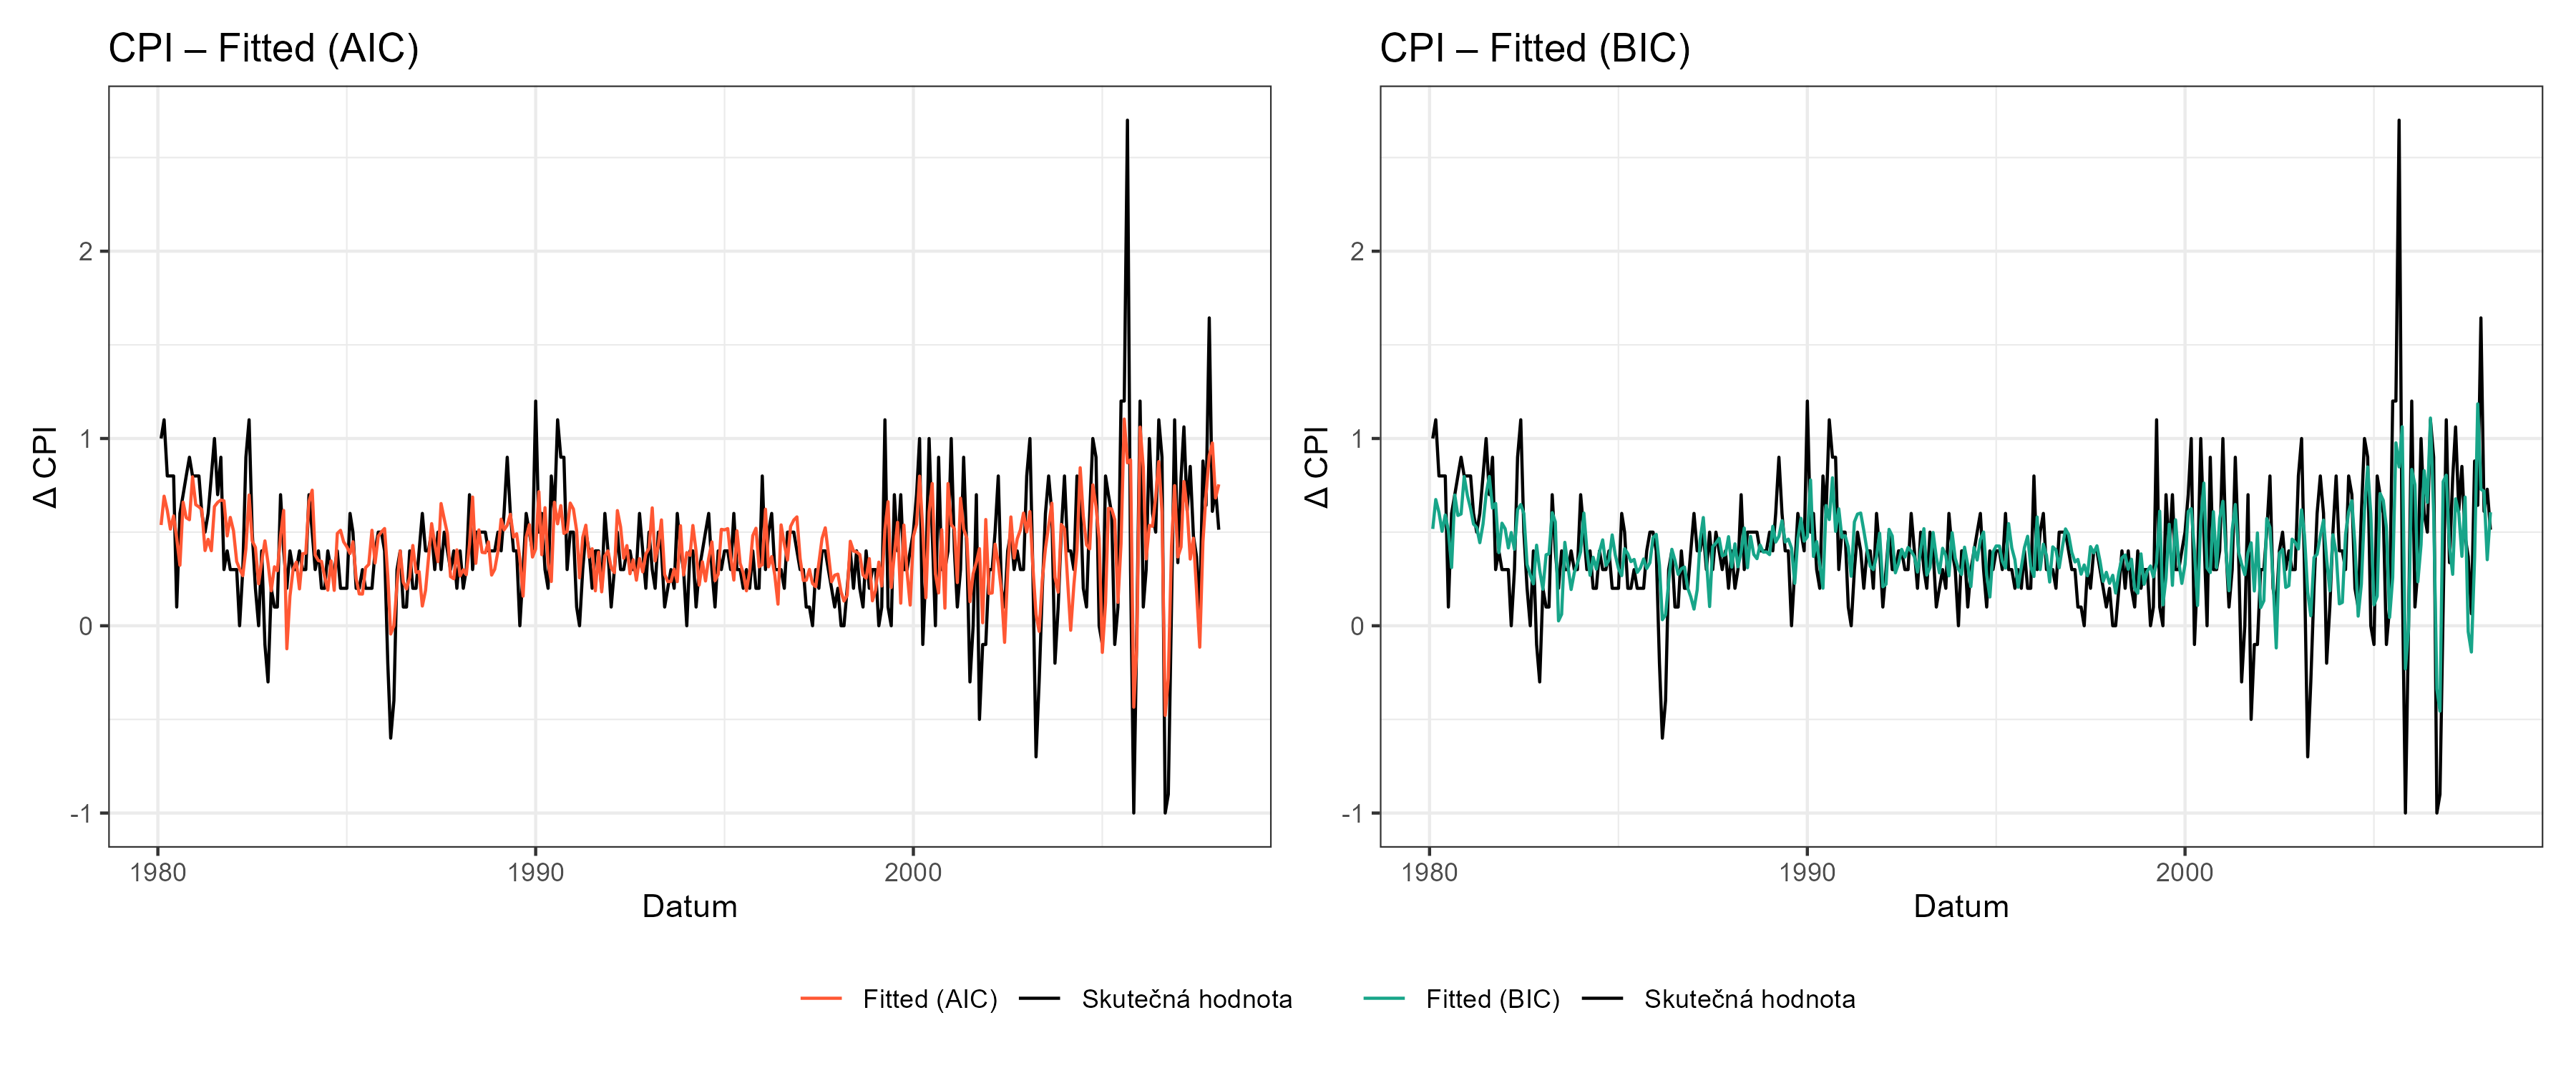 CPI – Fitted (AIC)
2
1
0
-1
Δ CPI
1980 1990 2000
Datum
CPI – Fitted (BIC)
2
1
0
-1
Δ CPI
1980 1990 2000
Datum
Fitted (AIC) Skutečná hodnota Fitted (BIC) Skutečná hodnota